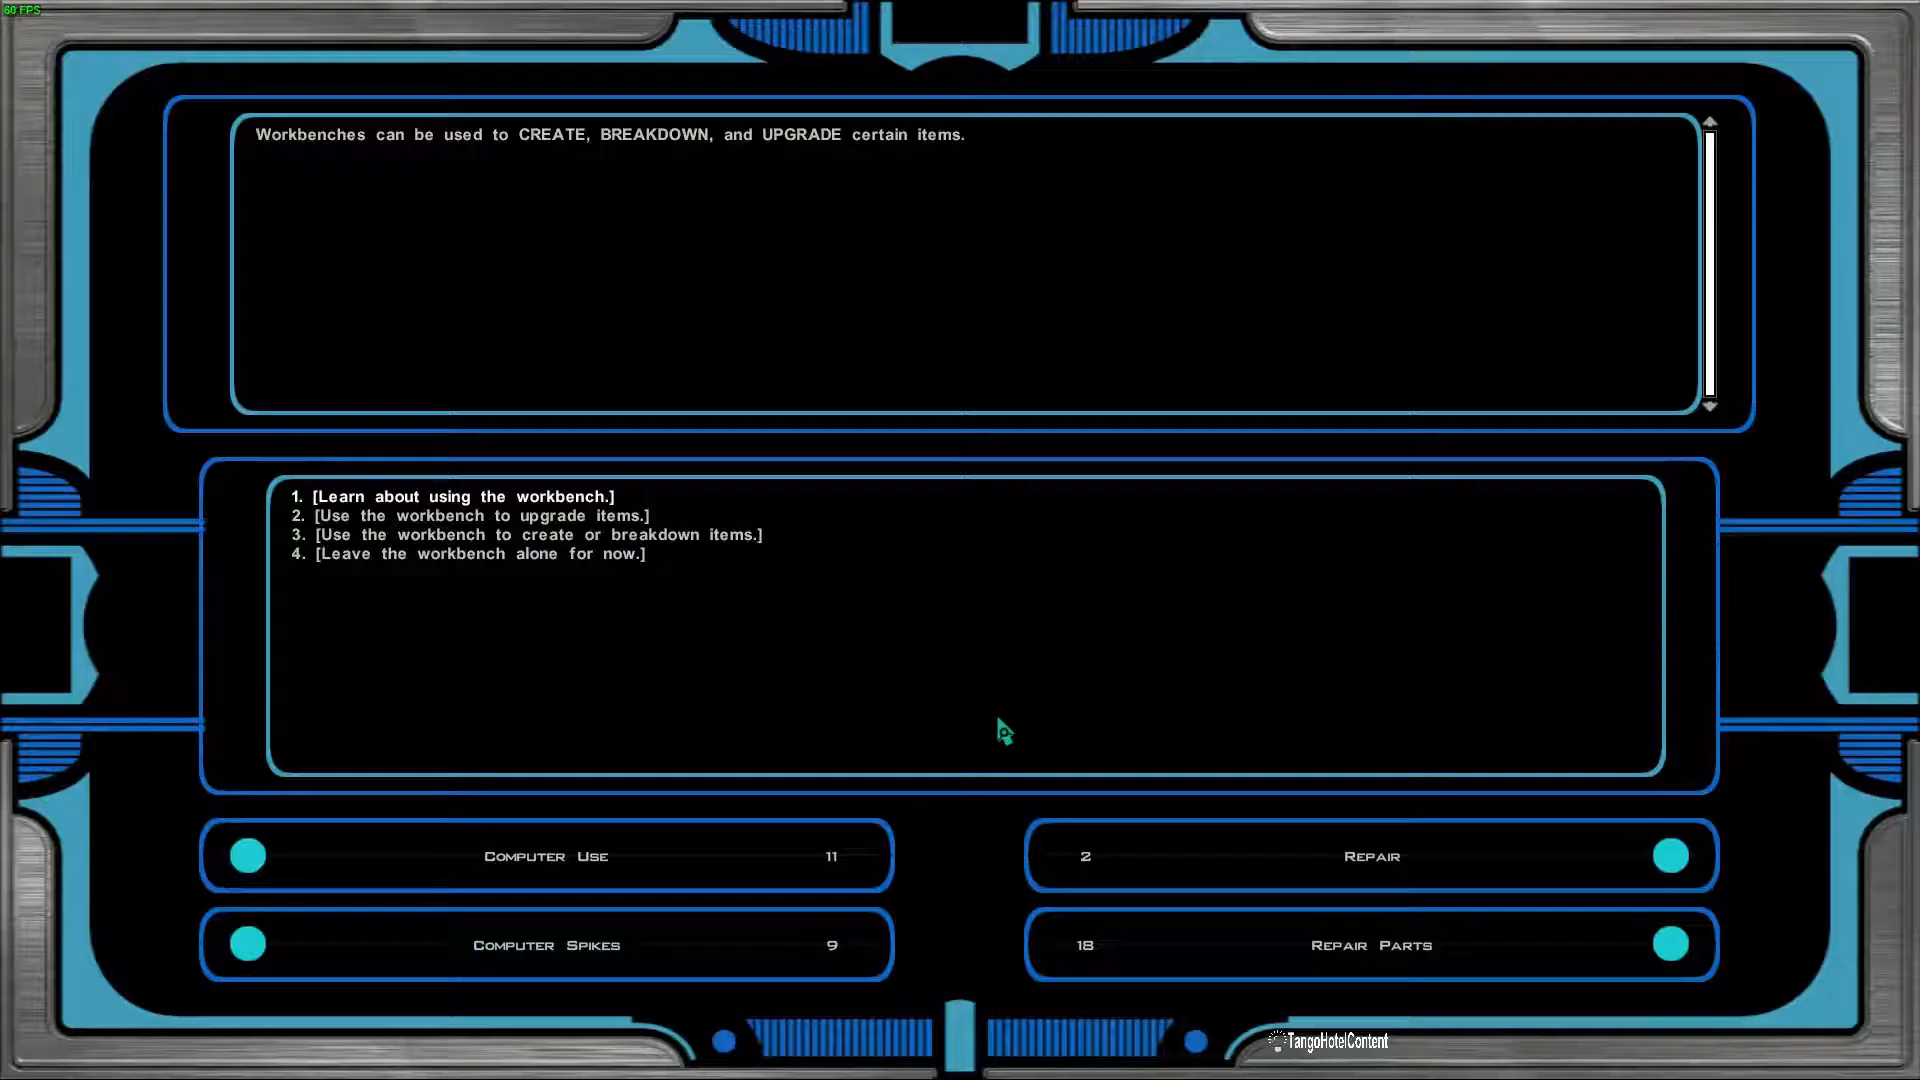 60 FPS
Workbenches can be used to CREATE, BREAKDOWN, and UPGRADE certain items.
1. [Learn about using the workbench.]
2. [Use the workbench to upgrade items.]
3. [Use the workbench to create or breakdown items.]
4. [Leave the workbench alone for now.]
Computer Use 11
2 Repair
Computer Spikes 9
18 Repair Parts
TangoHotelContent